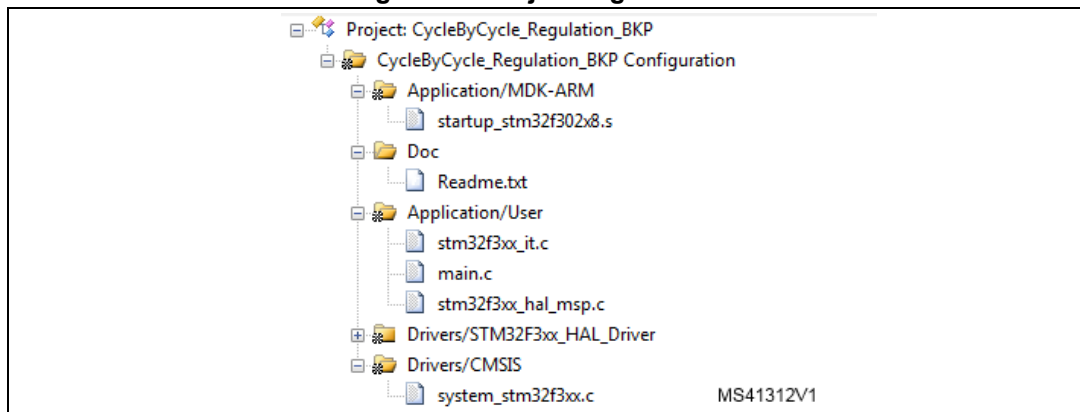 Project: CycleByCycle_Regulation_BKP
CycleByCycle_Regulation_BKP Configuration
Application/MDK-ARM
startup_stm32f302x8.s
Doc
Readme.txt
Application/User
stm32f3xx_it.c
main.c
stm32f3xx_hal_msp.c
Drivers/STM32F3xx_HAL_Driver
Drivers/CMSIS
system_stm32f3xx.c MS41312V1